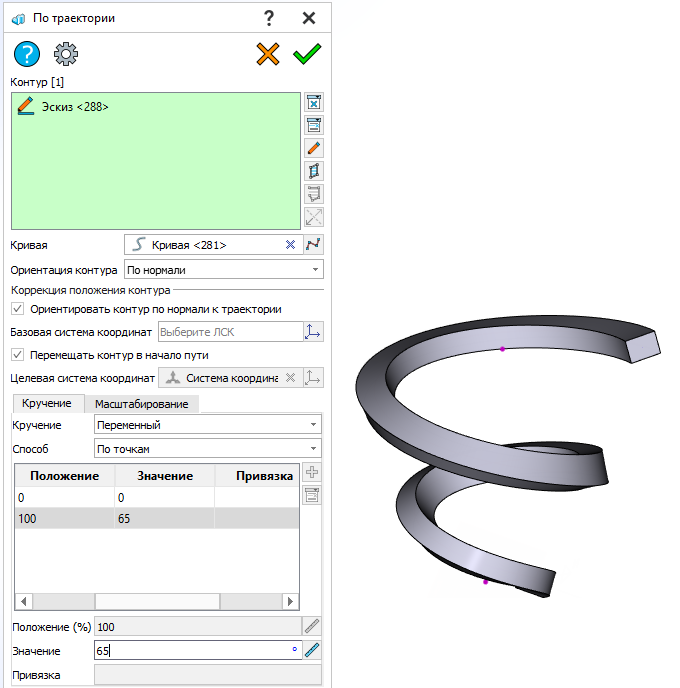 По траектории ?
?
Контур [1]
Эскиз <288>
Кривая Кривая <281>
Ориентация контура По нормали
Коррекция положения контура
Ориентировать контур по нормали к траектории
Базовая система координат Выберите ЛСК
Перемещать контур в начало пути
Целевая система координат Система коорди
Кручение Масштабирование
Кручение Переменный
Способ По точкам
Положение Значение Привязка
0 0
100 65
Положение (%) 100
Значение 65 °
Привязка